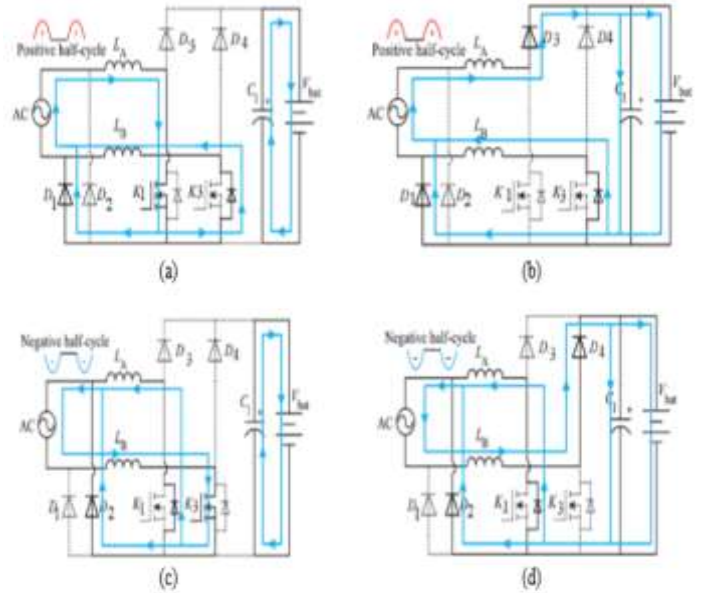 Positive half-cycle
L_A
D_3
D_4
AC
L_B
C_1
+
V_bat
D_1
D_2
K_1
K_3
(a)
Positive half-cycle
L_A
D3
D_4
AC
L_B
C_1
+
V_bat
D_1
D_2
K_1
K_3
(b)
Negative half-cycle
L_A
D_3
D_4
AC
L_B
C_1
+
V_bat
D_1
D_2
K_1
K_3
(c)
Negative half-cycle
L_A
D_3
D_4
AC
L_B
C_1
+
V_bat
D_1
D_2
K_1
K_3
(d)